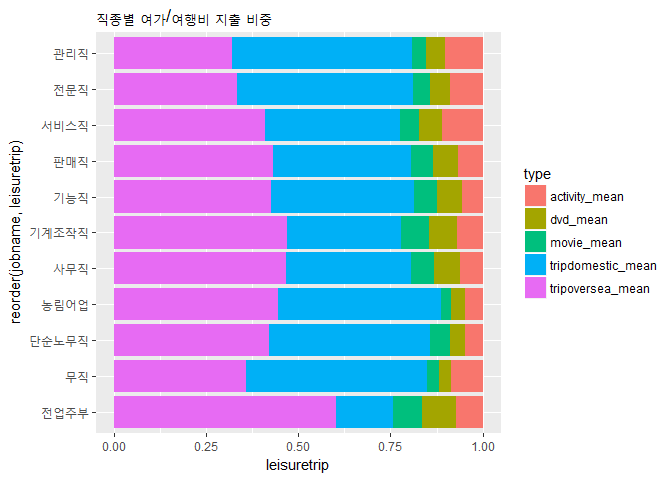 직종별 여가/여행비 지출 비중
reorder(jobname, leisuretrip)
관리직
전문직
서비스직
판매직
기능직
기계조작직
사무직
농림어업
단순노무직
무직
전업주부
0.00 0.25 0.50 0.75 1.00
leisuretrip
type
activity_mean
dvd_mean
movie_mean
tripdomestic_mean
tripoversea_mean